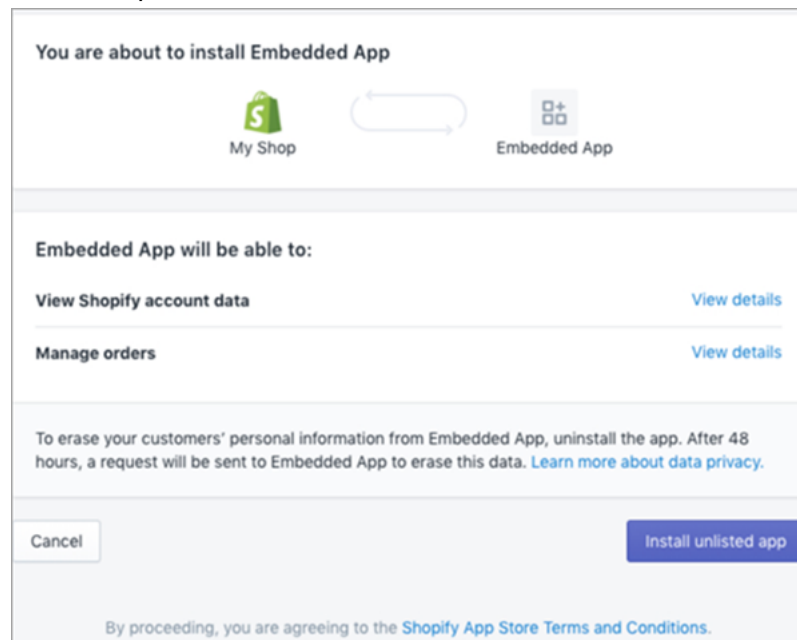 You are about to install Embedded App
My Shop
Embedded App
Embedded App will be able to:
View Shopify account data
View details
Manage orders
View details
To erase your customers' personal information from Embedded App, uninstall the app. After 48
hours, a request will be sent to Embedded App to erase this data. Learn more about data privacy.
Cancel
Install unlisted app
By proceeding, you are agreeing to the Shopify App Store Terms and Conditions.